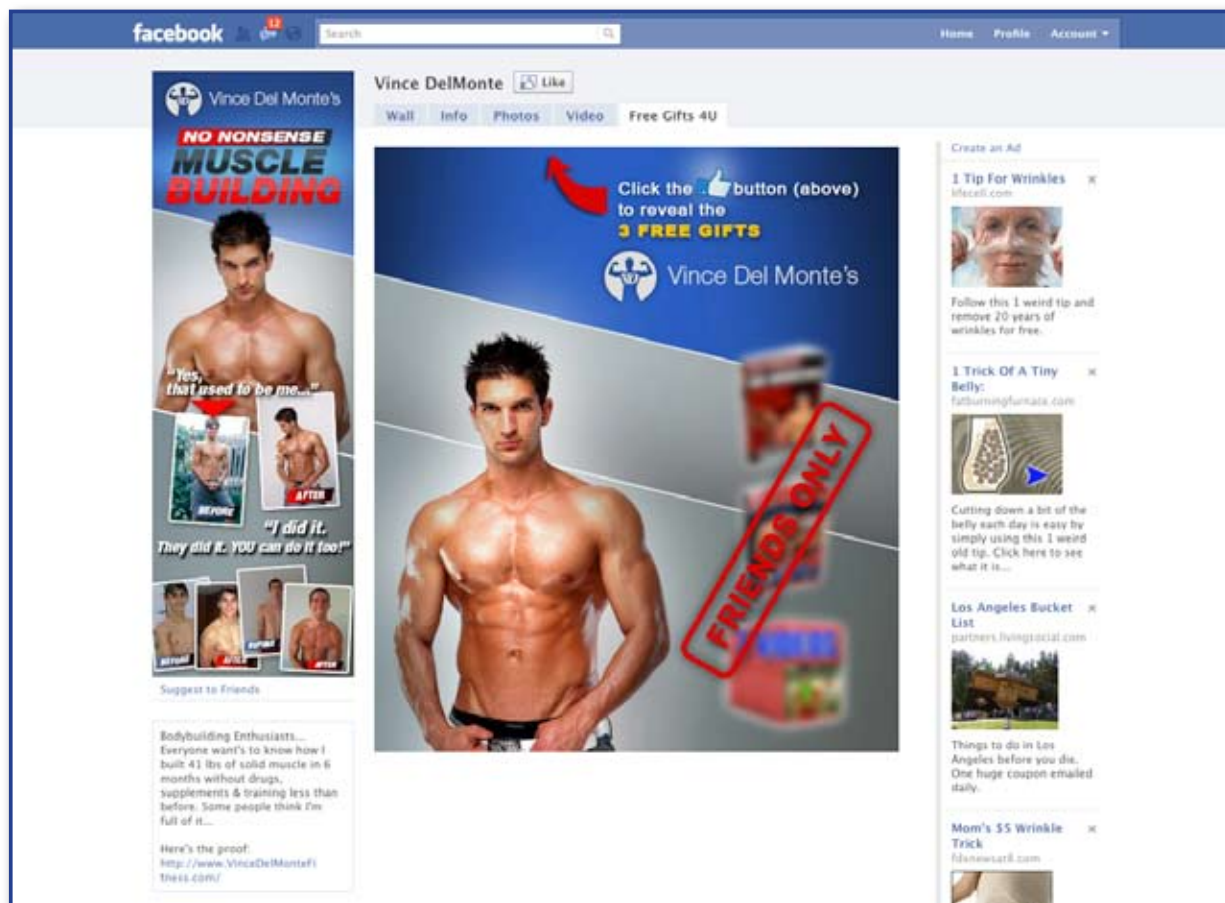 facebook
12
Search
Home Profile Account
Vince Del Monte's
NO NONSENSE
MUSCLE
BUILDING
"Yes,
that used to be me..."
BEFORE
AFTER
"I did it.
They did it. YOU can do it too!"
BEFORE
AFTER
BEFORE
AFTER
Suggest to Friends
Bodybuilding Enthusiasts...
Everyone want's to know how I
built 41 lbs of solid muscle in 6
months without drugs,
supplements & training less than
before. Some people think I'm
full of it...
Here's the proof:
http://www.VinceDelMonteFi
tness.com/
Vince DelMonte Like
Wall Info Photos Video Free Gifts 4U
Click the button (above)
to reveal the
3 FREE GIFTS
Vince Del Monte's
FRIENDS ONLY
Create an Ad
1 Tip For Wrinkles
lifecell.com
Follow this 1 weird tip and
remove 20 years of
wrinkles for free.
1 Trick Of A Tiny
Belly:
fatburningfurnace.com
Cutting down a bit of the
belly each day is easy by
simply using this 1 weird
old tip. Click here to see
what it is...
Los Angeles Bucket
List
partners.livingsocial.com
Things to do in Los
Angeles before you die.
One huge coupon emailed
daily.
Mom's $5 Wrinkle
Trick